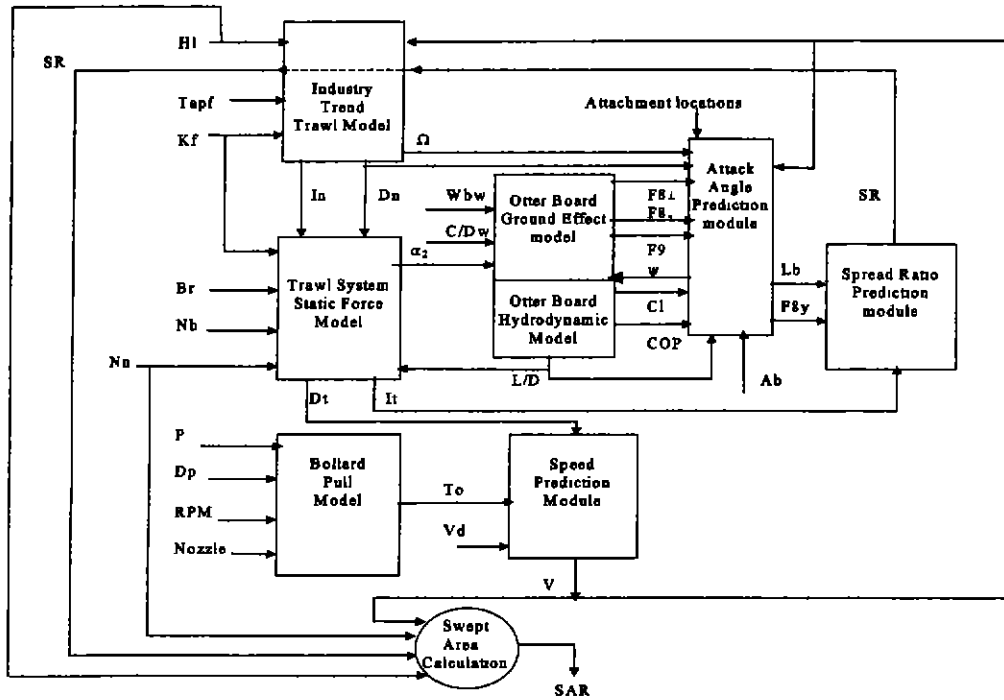 Hl
SR
Tapf
Kf
Industry
Trend
Trawl Model
Attachment locations
Ω
In
Dn
Attack
Angle
Prediction
module
Wbw
C/Dw
α2
Otter Board
Ground Effect
model
F8⊥
F9
Ψ
SR
Br
Nb
Nn
Trawl System
Static Force
Model
Otter Board
Hydrodynamic
Model
Cl
COP
Lb
F8y
Spread Ratio
Prediction
module
L/D
Ab
Dt
It
P
Dp
RPM
Nozzle
Bollard
Pull
Model
To
Vd
Speed
Prediction
Module
V
Swept
Area
Calculation
SAR